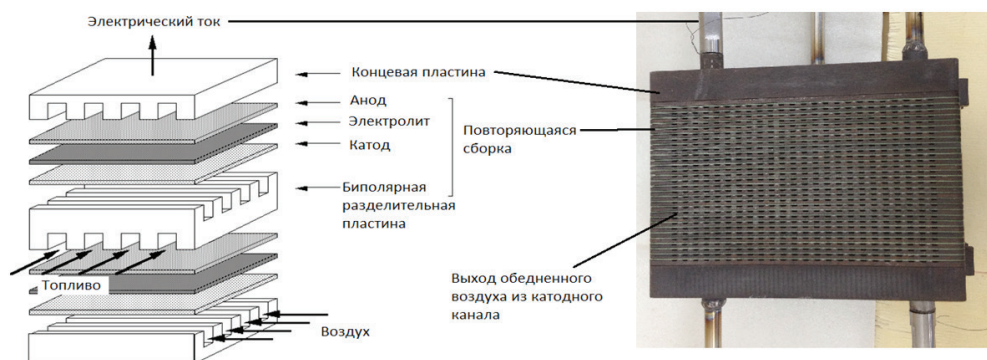 Электрический ток
Концевая пластина
Анод
Электролит
Катод
Повторяющаяся
сборка
Биполярная
разделительная
пластина
Топливо
Воздух
Выход обедненного
воздуха из катодного
канала